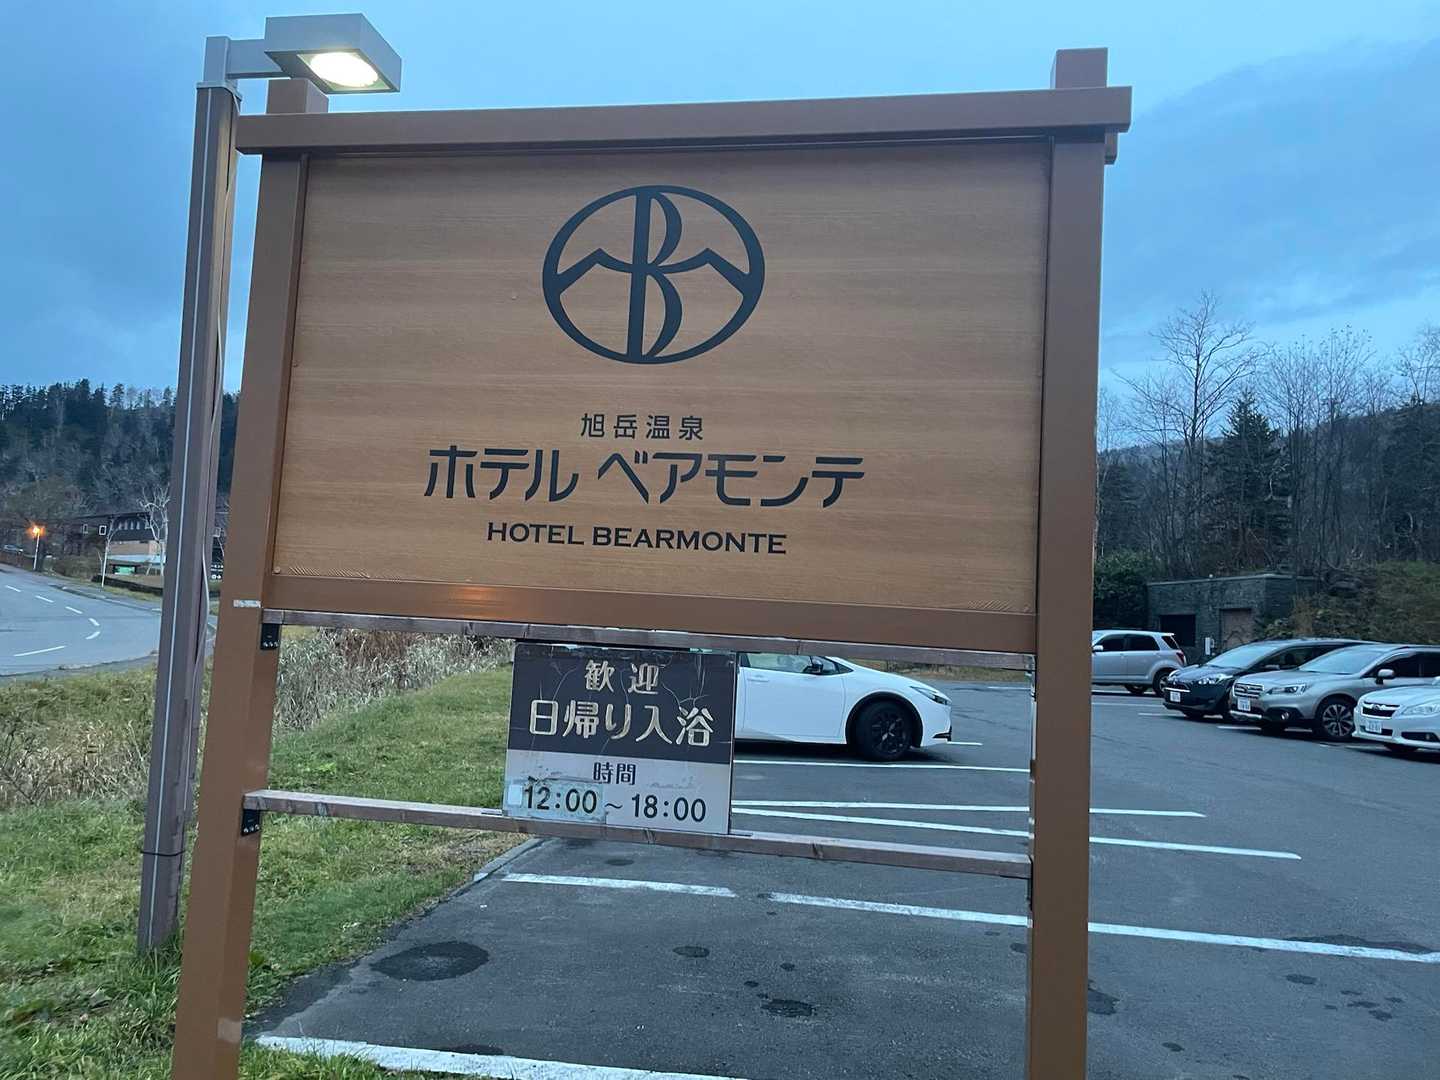 旭岳温泉
ホテル ベアモンテ
HOTEL BEARMONTE
歓迎
日帰り入浴
時間
12:00～18:00